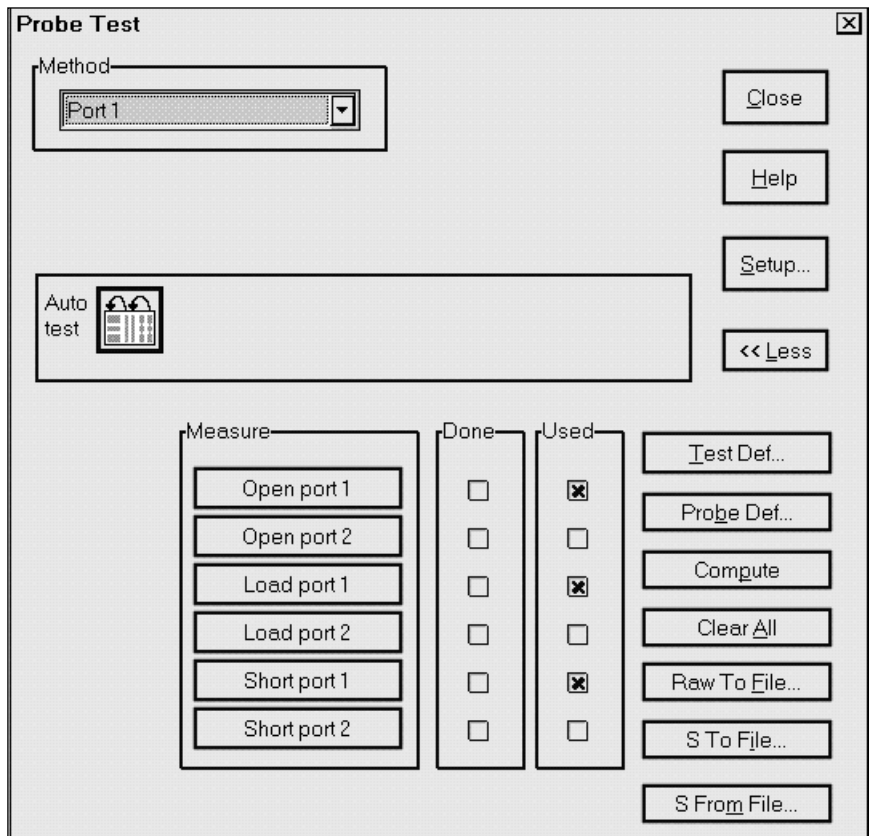 Probe Test
Method
Port 1
Close
Help
Setup...
Auto
test
<< Less
Measure
Done
Used
Open port 1
Open port 2
Load port 1
Load port 2
Short port 1
Short port 2
Test Def...
Probe Def...
Compute
Clear All
Raw To File...
S To File...
S From File...